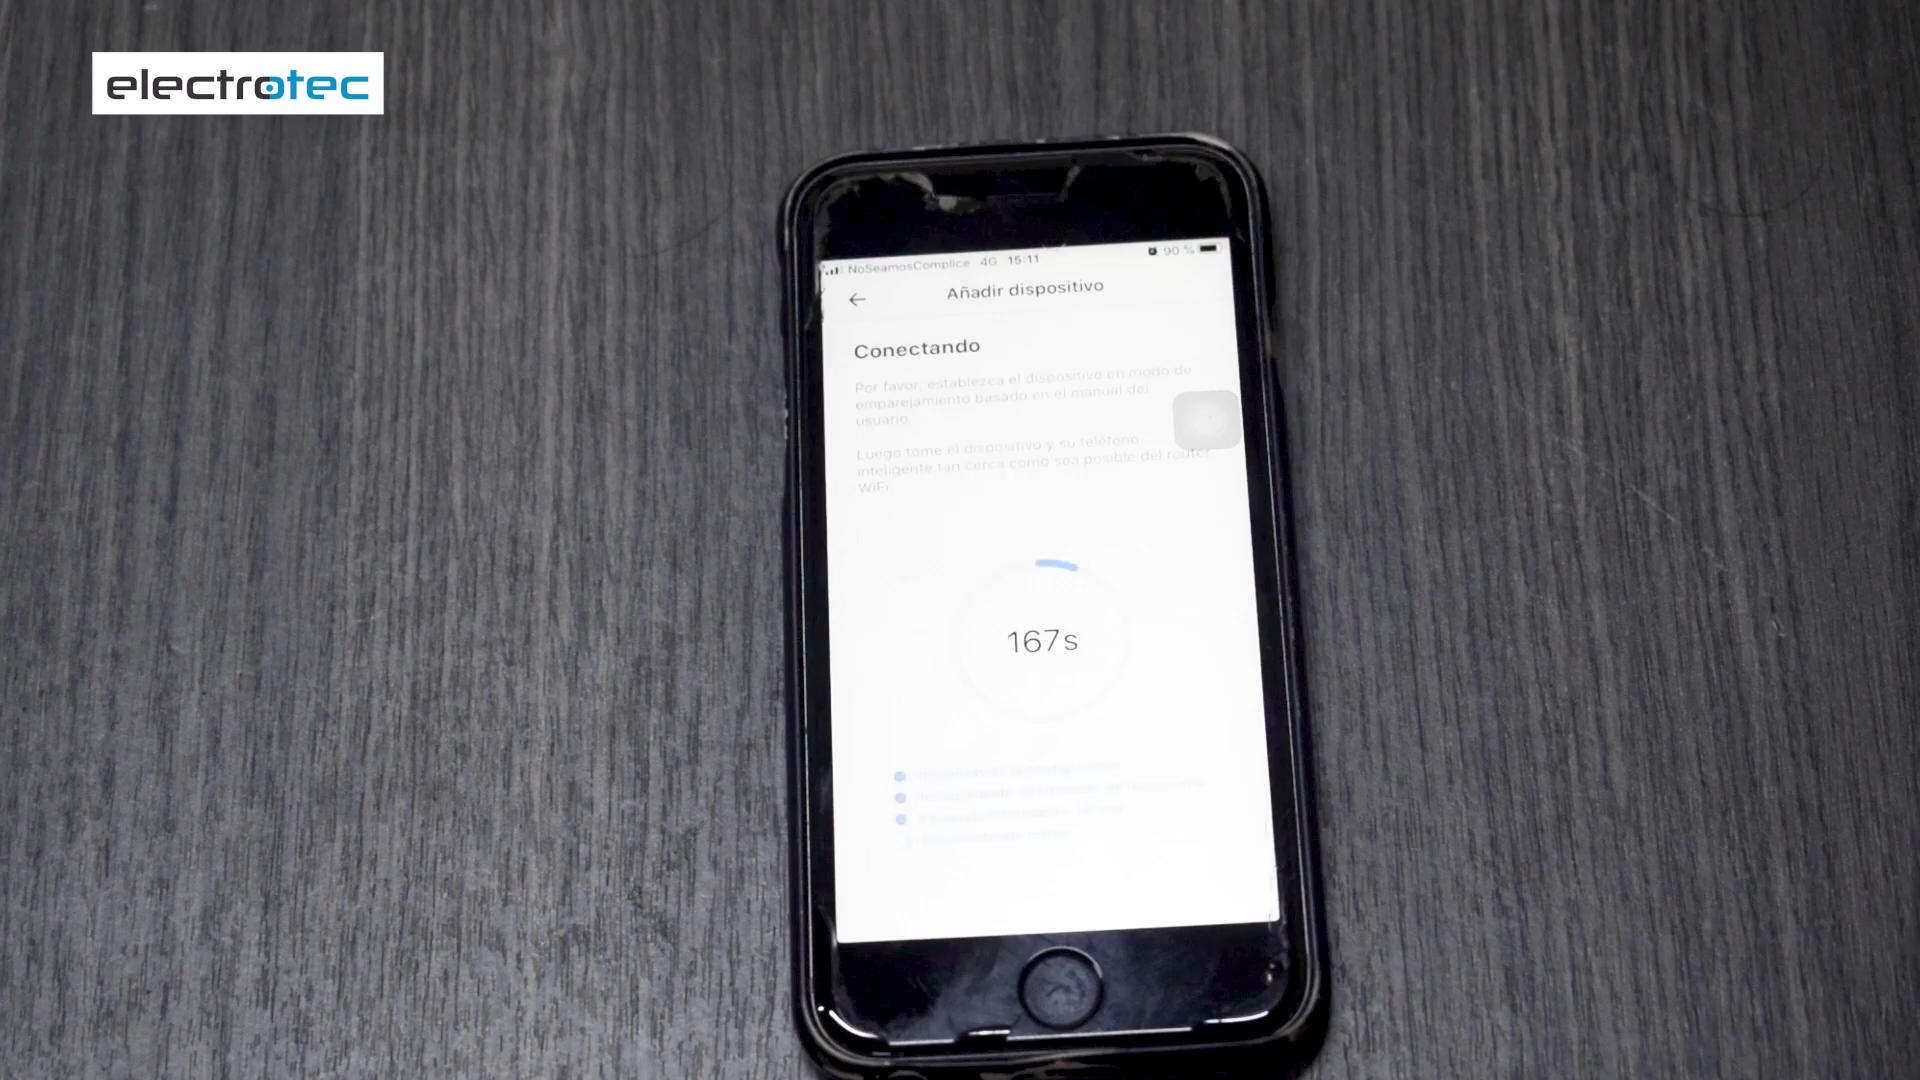 electrotec
NoSeamosComplice 4G 15:11 90 %
Añadir dispositivo
Conectando
Por favor, establezca el dispositivo en modo de
emparejamiento basado en el manual del
usuario.
Luego tome el dispositivo y su teléfono
inteligente tan cerca como sea posible del router
WiFi.
167s